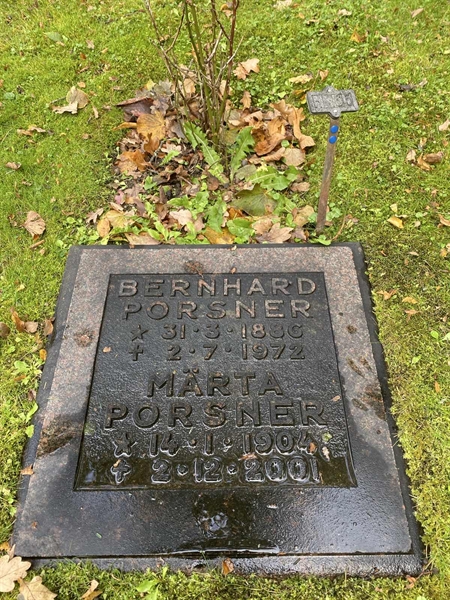 BERNHARD
PORSNER
* 31·3·1886
✝ 2·7·1972
MÄRTA
PORSNER
* 14·1·1904
✝ 2·12·2001